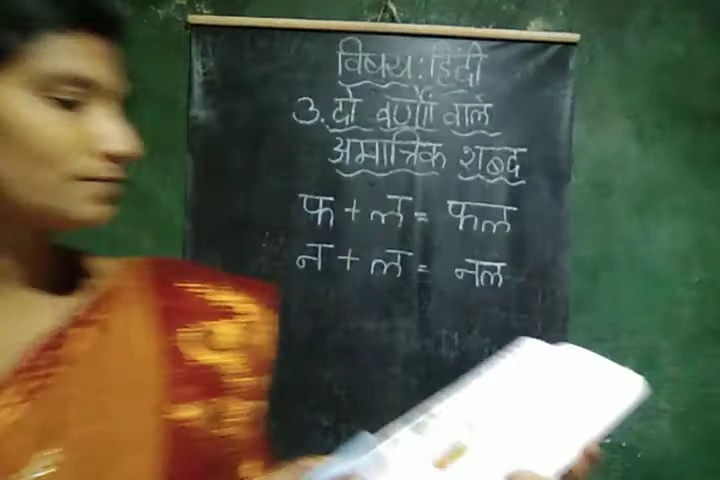 विषय: हिंदी
3. दो वर्णों वाले
अमात्रिक शब्द
फ + ल = फल
न + ल = नल